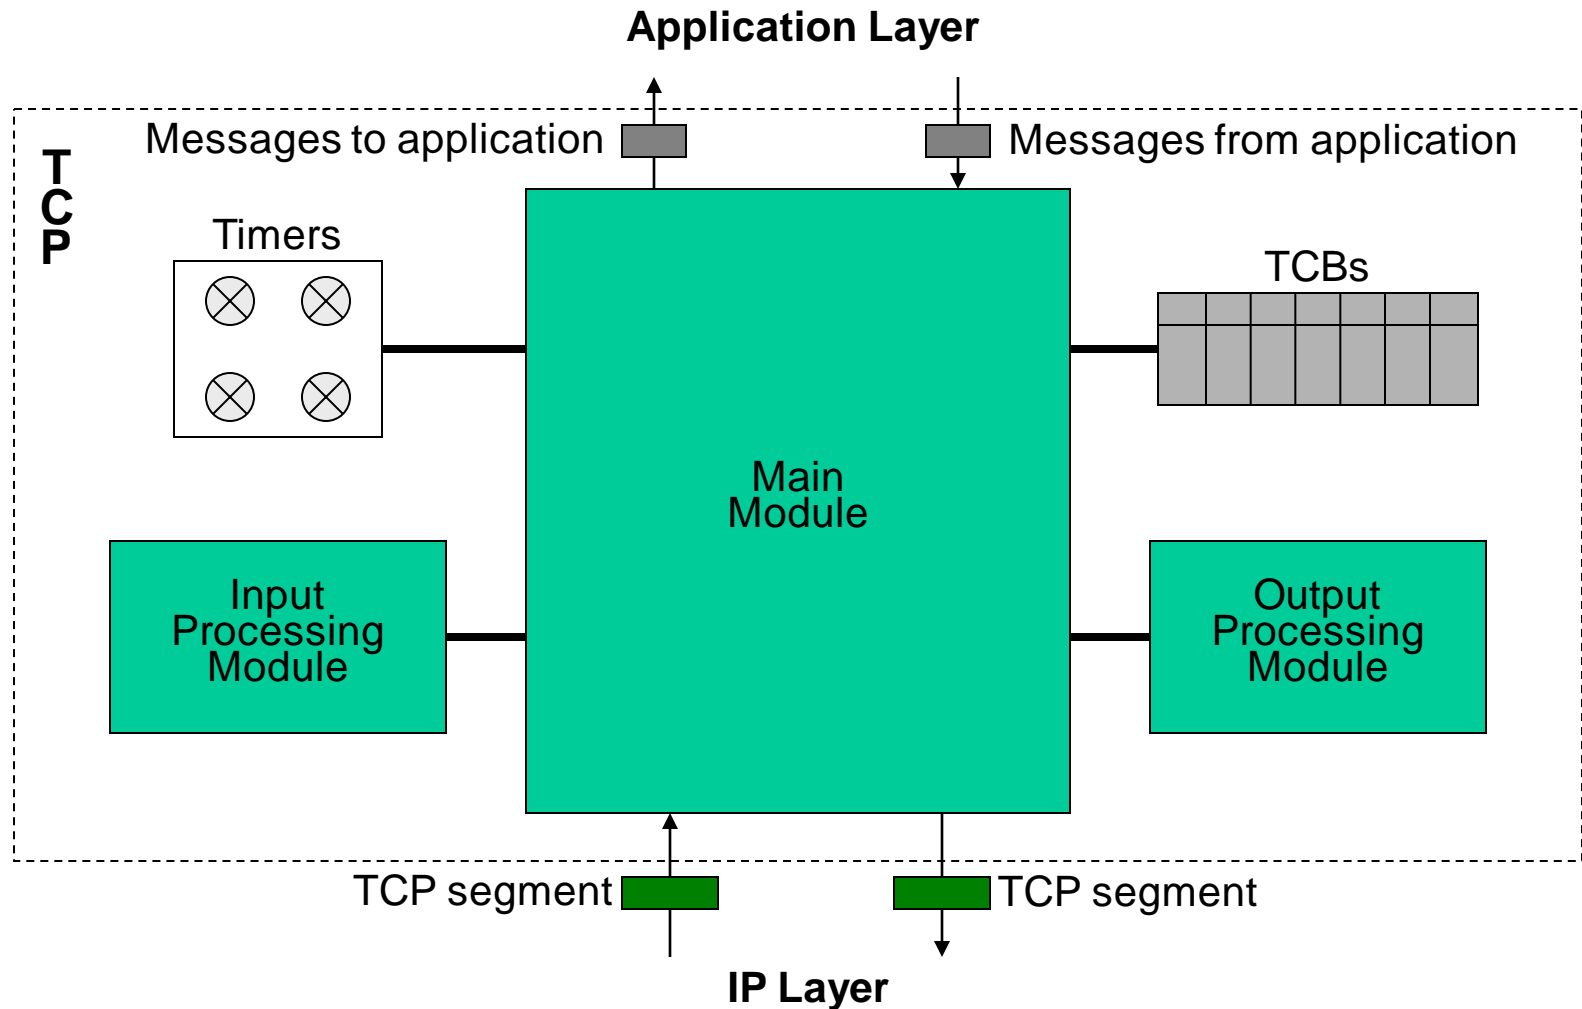 Application Layer
Messages to application
Messages from application
T
C
P
Timers
TCBs
Main
Module
Input
Processing
Module
Output
Processing
Module
TCP segment
TCP segment
IP Layer